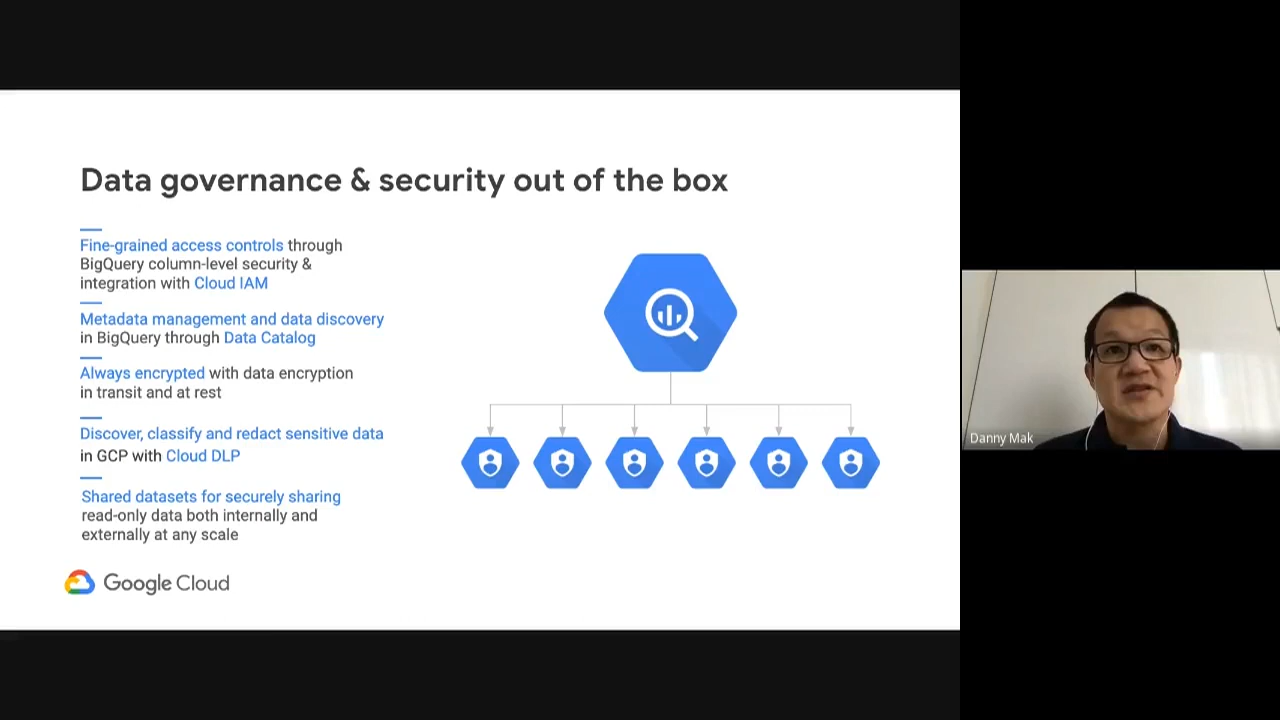 Data governance & security out of the box
Fine-grained access controls through
BigQuery column-level security &
integration with Cloud IAM
Metadata management and data discovery
in BigQuery through Data Catalog
Always encrypted with data encryption
in transit and at rest
Discover, classify and redact sensitive data
in GCP with Cloud DLP
Shared datasets for securely sharing
read-only data both internally and
externally at any scale
Google Cloud
Danny Mak